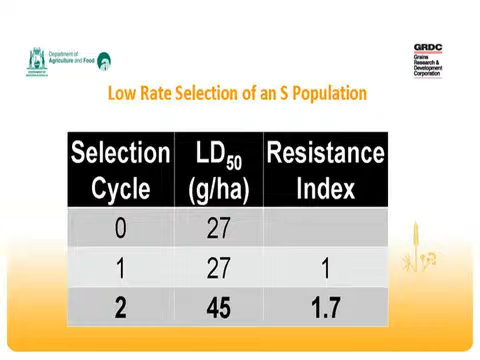 Department of
Agriculture and Food
GRDC
Grains
Research &
Development
Corporation
Low Rate Selection of an S Population
Selection Cycle LD50 (g/ha) Resistance Index
0 27
1 27 1
2 45 1.7